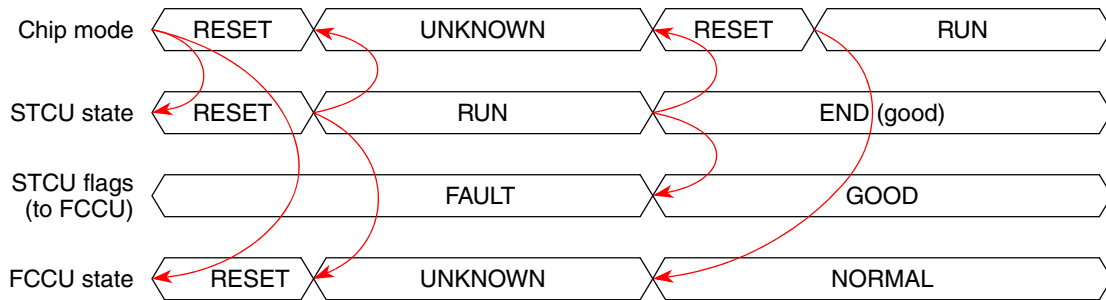 Chip mode RESET UNKNOWN RESET RUN
STCU state RESET RUN END (good)
STCU flags
(to FCCU) FAULT GOOD
FCCU state RESET UNKNOWN NORMAL